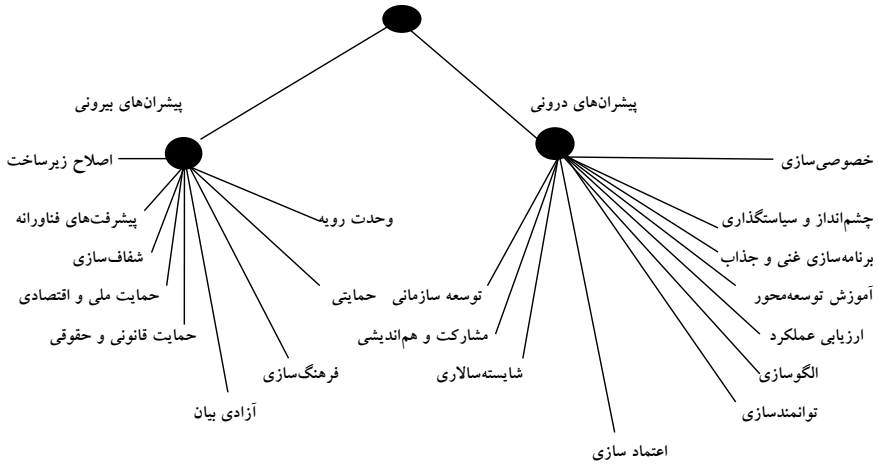 پیشران‌های درونی
پیشران‌های بیرونی
خصوصی‌سازی
اصلاح زیرساخت
چشم‌انداز و سیاستگذاری
وحدت رویه
پیشرفت‌های فناورانه
برنامه‌سازی غنی و جذاب
شفاف‌سازی
آموزش توسعه‌محور
توسعه سازمانی
حمایتی
حمایت ملی و اقتصادی
ارزیابی عملکرد
مشارکت و هم‌اندیشی
حمایت قانونی و حقوقی
الگوسازی
شایسته‌سالاری
فرهنگ‌سازی
توانمندسازی
آزادی بیان
اعتماد سازی